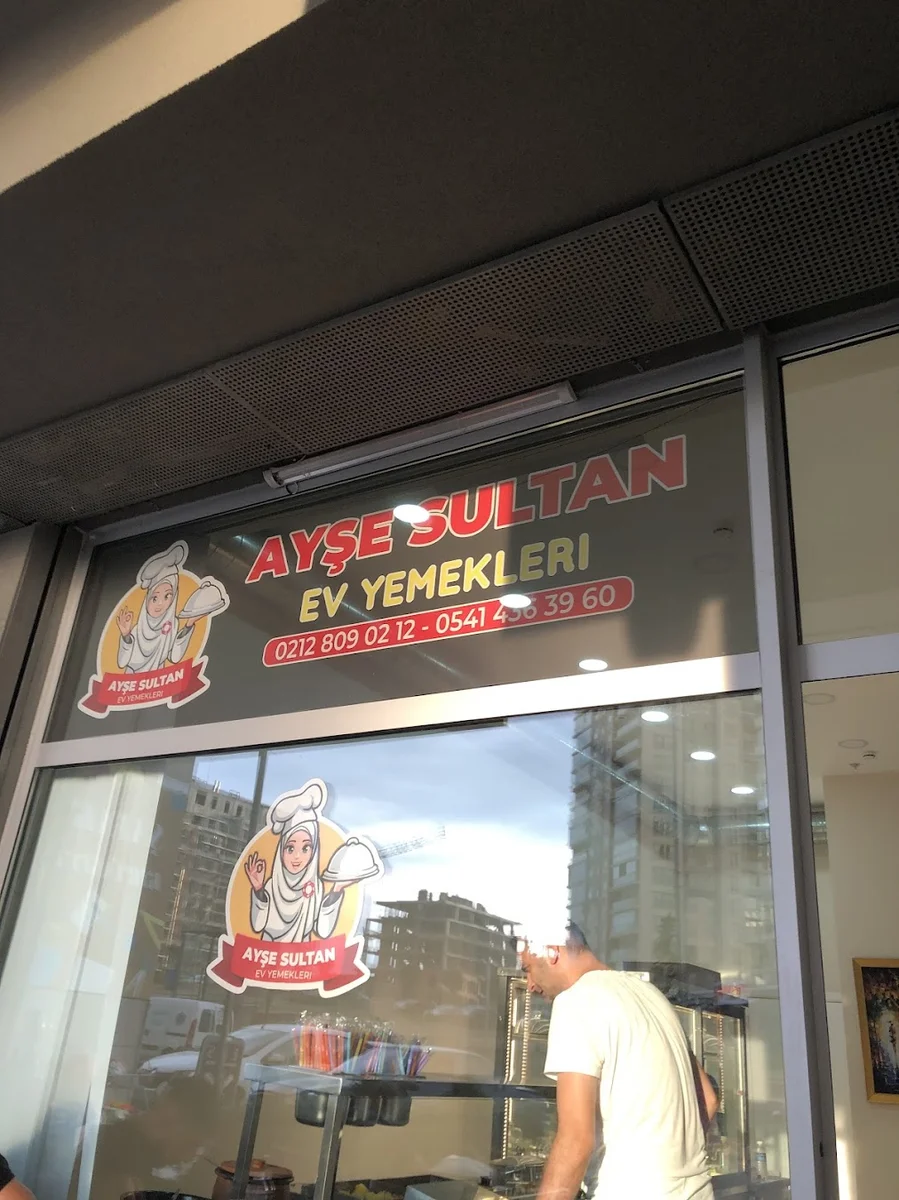 AYŞE SULTAN
EV YEMEKLERI
0212 809 02 12 - 0541 436 39 60
AYŞE SULTAN
EV YEMEKLERI
AYŞE SULTAN
EV YEMEKLERI